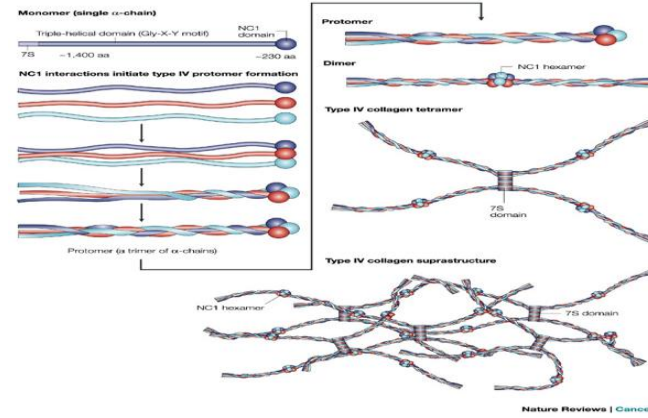 Monomer (single α-chain)
Triple-helical domain (Gly-X-Y motif)
NC1
domain
7S
~1,400 aa
~230 aa
NC1 interactions initiate type IV protomer formation
Protomer (a trimer of α-chains)
Protomer
Dimer
NC1 hexamer
Type IV collagen tetramer
7S
domain
Type IV collagen suprastructure
NC1 hexamer
7S domain
Nature Reviews | Cance